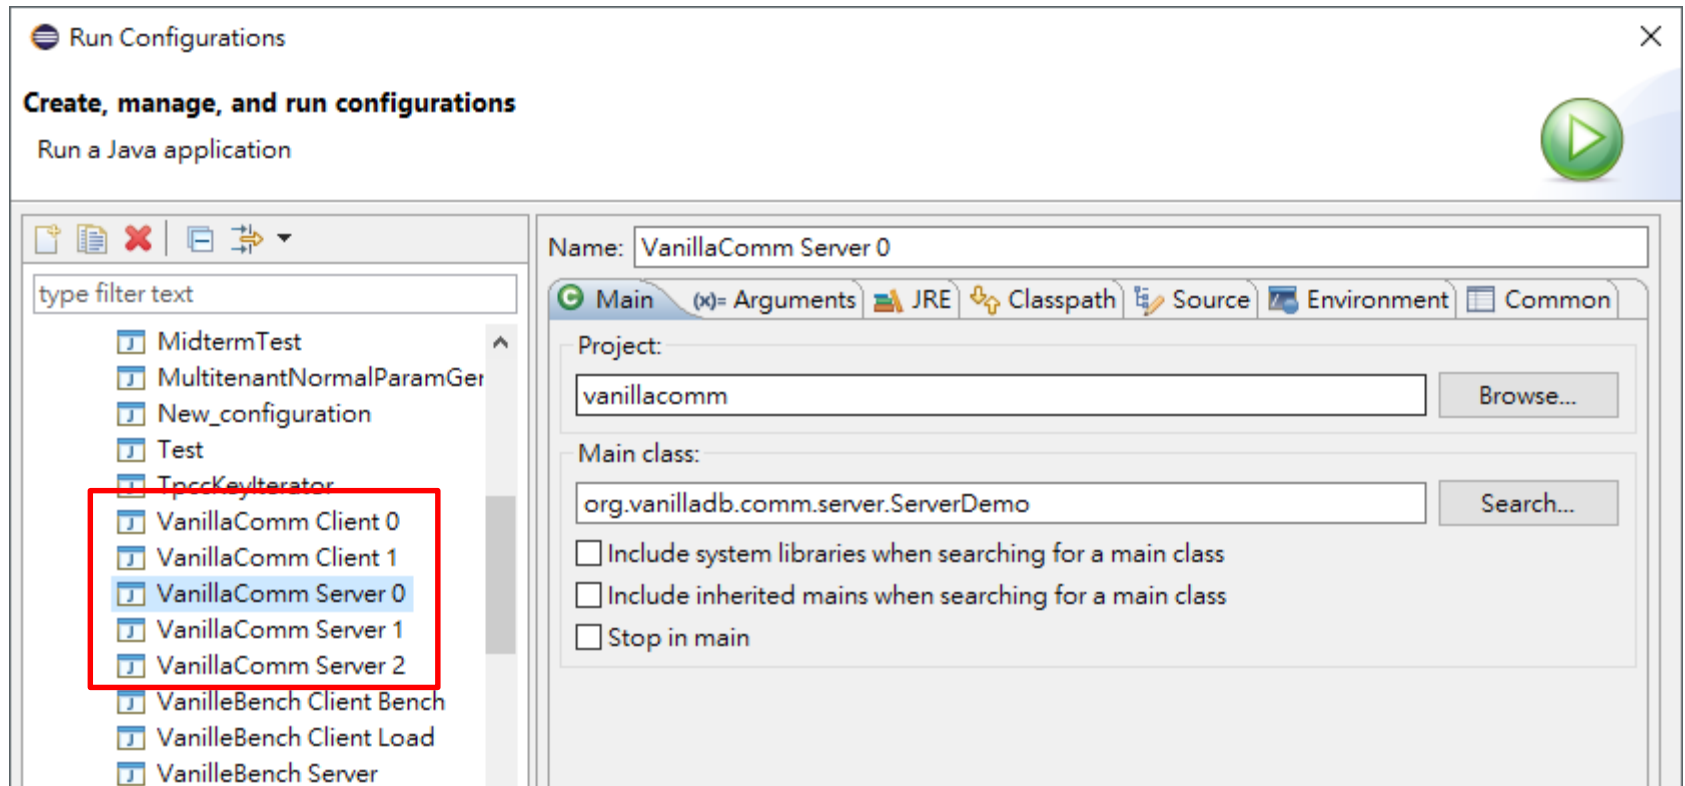 Run Configurations
Create, manage, and run configurations
Run a Java application
type filter text
MidtermTest
MultitenantNormalParamGer
New_configuration
Test
TpccKeyIterator
VanillaComm Client 0
VanillaComm Client 1
VanillaComm Server 0
VanillaComm Server 1
VanillaComm Server 2
VanilleBench Client Bench
VanilleBench Client Load
VanilleBench Server
Name: VanillaComm Server 0
Main (x)= Arguments JRE Classpath Source Environment Common
Project:
vanillacomm Browse...
Main class:
org.vanilladb.comm.server.ServerDemo Search...
Include system libraries when searching for a main class
Include inherited mains when searching for a main class
Stop in main